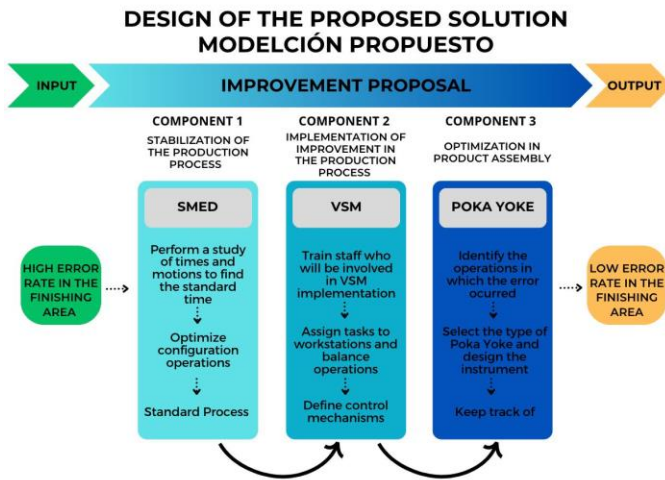 DESIGN OF THE PROPOSED SOLUTION
MODELCIÓN PROPUESTO
INPUT
IMPROVEMENT PROPOSAL
OUTPUT
COMPONENT 1
STABILIZATION OF
THE PRODUCTION
PROCESS
COMPONENT 2
IMPLEMENTATION OF
IMPROVEMENT IN
THE PRODUCTION
PROCESS
COMPONENT 3
OPTIMIZATION IN
PRODUCT ASSEMBLY
HIGH ERROR
RATE IN THE
FINISHING
AREA
SMED
Perform a study
of times and
motions to find
the standard
time
Optimize
configuration
operations
Standard Process
VSM
Train staff who
will be involved
in VSM
implementation
Assign tasks to
workstations and
balance
operations
Define control
mechanisms
POKA YOKE
Identify the
operations in
which the error
ocurred
Select the type of
Poka Yoke and
design the
instrument
Keep track of
LOW ERROR
RATE IN THE
FINISHING
AREA